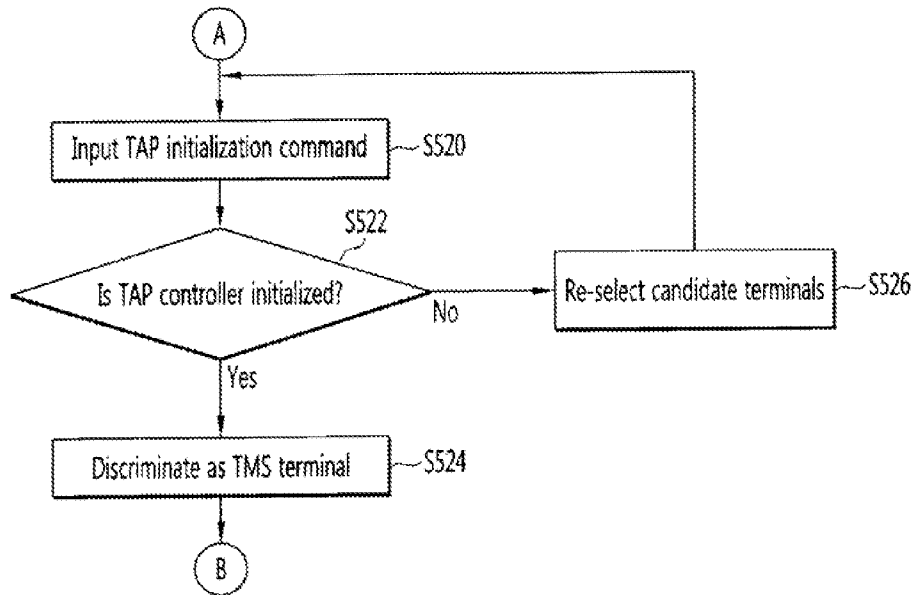 A
Input TAP initialization command
S520
S522
Is TAP controller initialized?
No
Re-select candidate terminals
S526
Yes
Discriminate as TMS terminal
S524
B